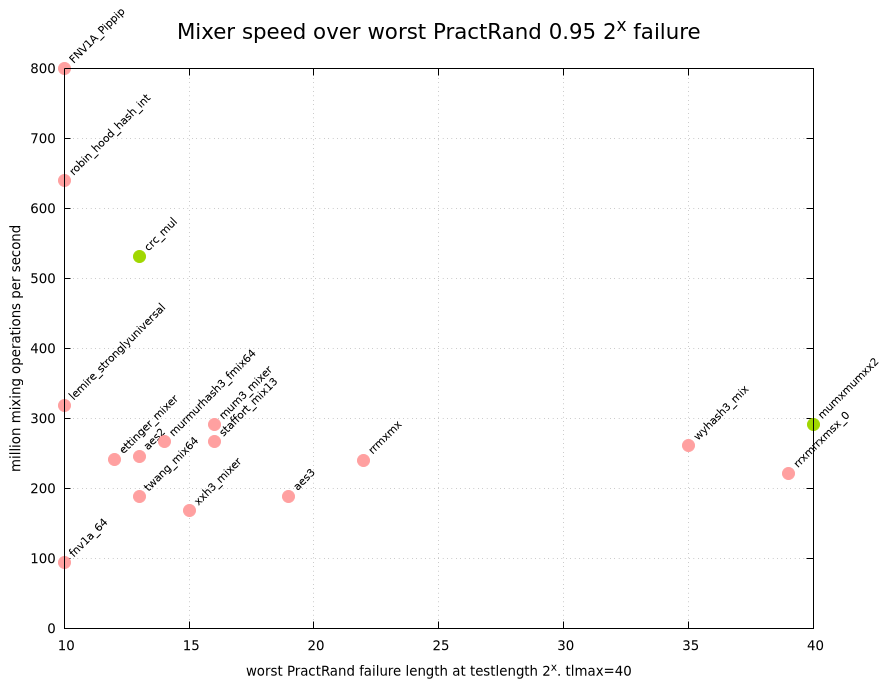 Mixer speed over worst PractRand 0.95 2^x failure
FNV1A_Pippip
800
robin_hood_hash_int
700
600
crc_mul
500
lemire_stronglyuniversal
400
murmurhash3_fmix64
mum3_mixer
staffort_mix13
mumxmumxx2
300
ettinger_mixer
aes2
rrmxmx
wyhash3_mix
rrxmrrxmsx_0
twang_mix64
200
xxh3_mixer
aes3
fnv1a_64
100
0
million mixing operations per second
10 15 20 25 30 35 40
worst PractRand failure length at testlength 2^x. tlmax=40